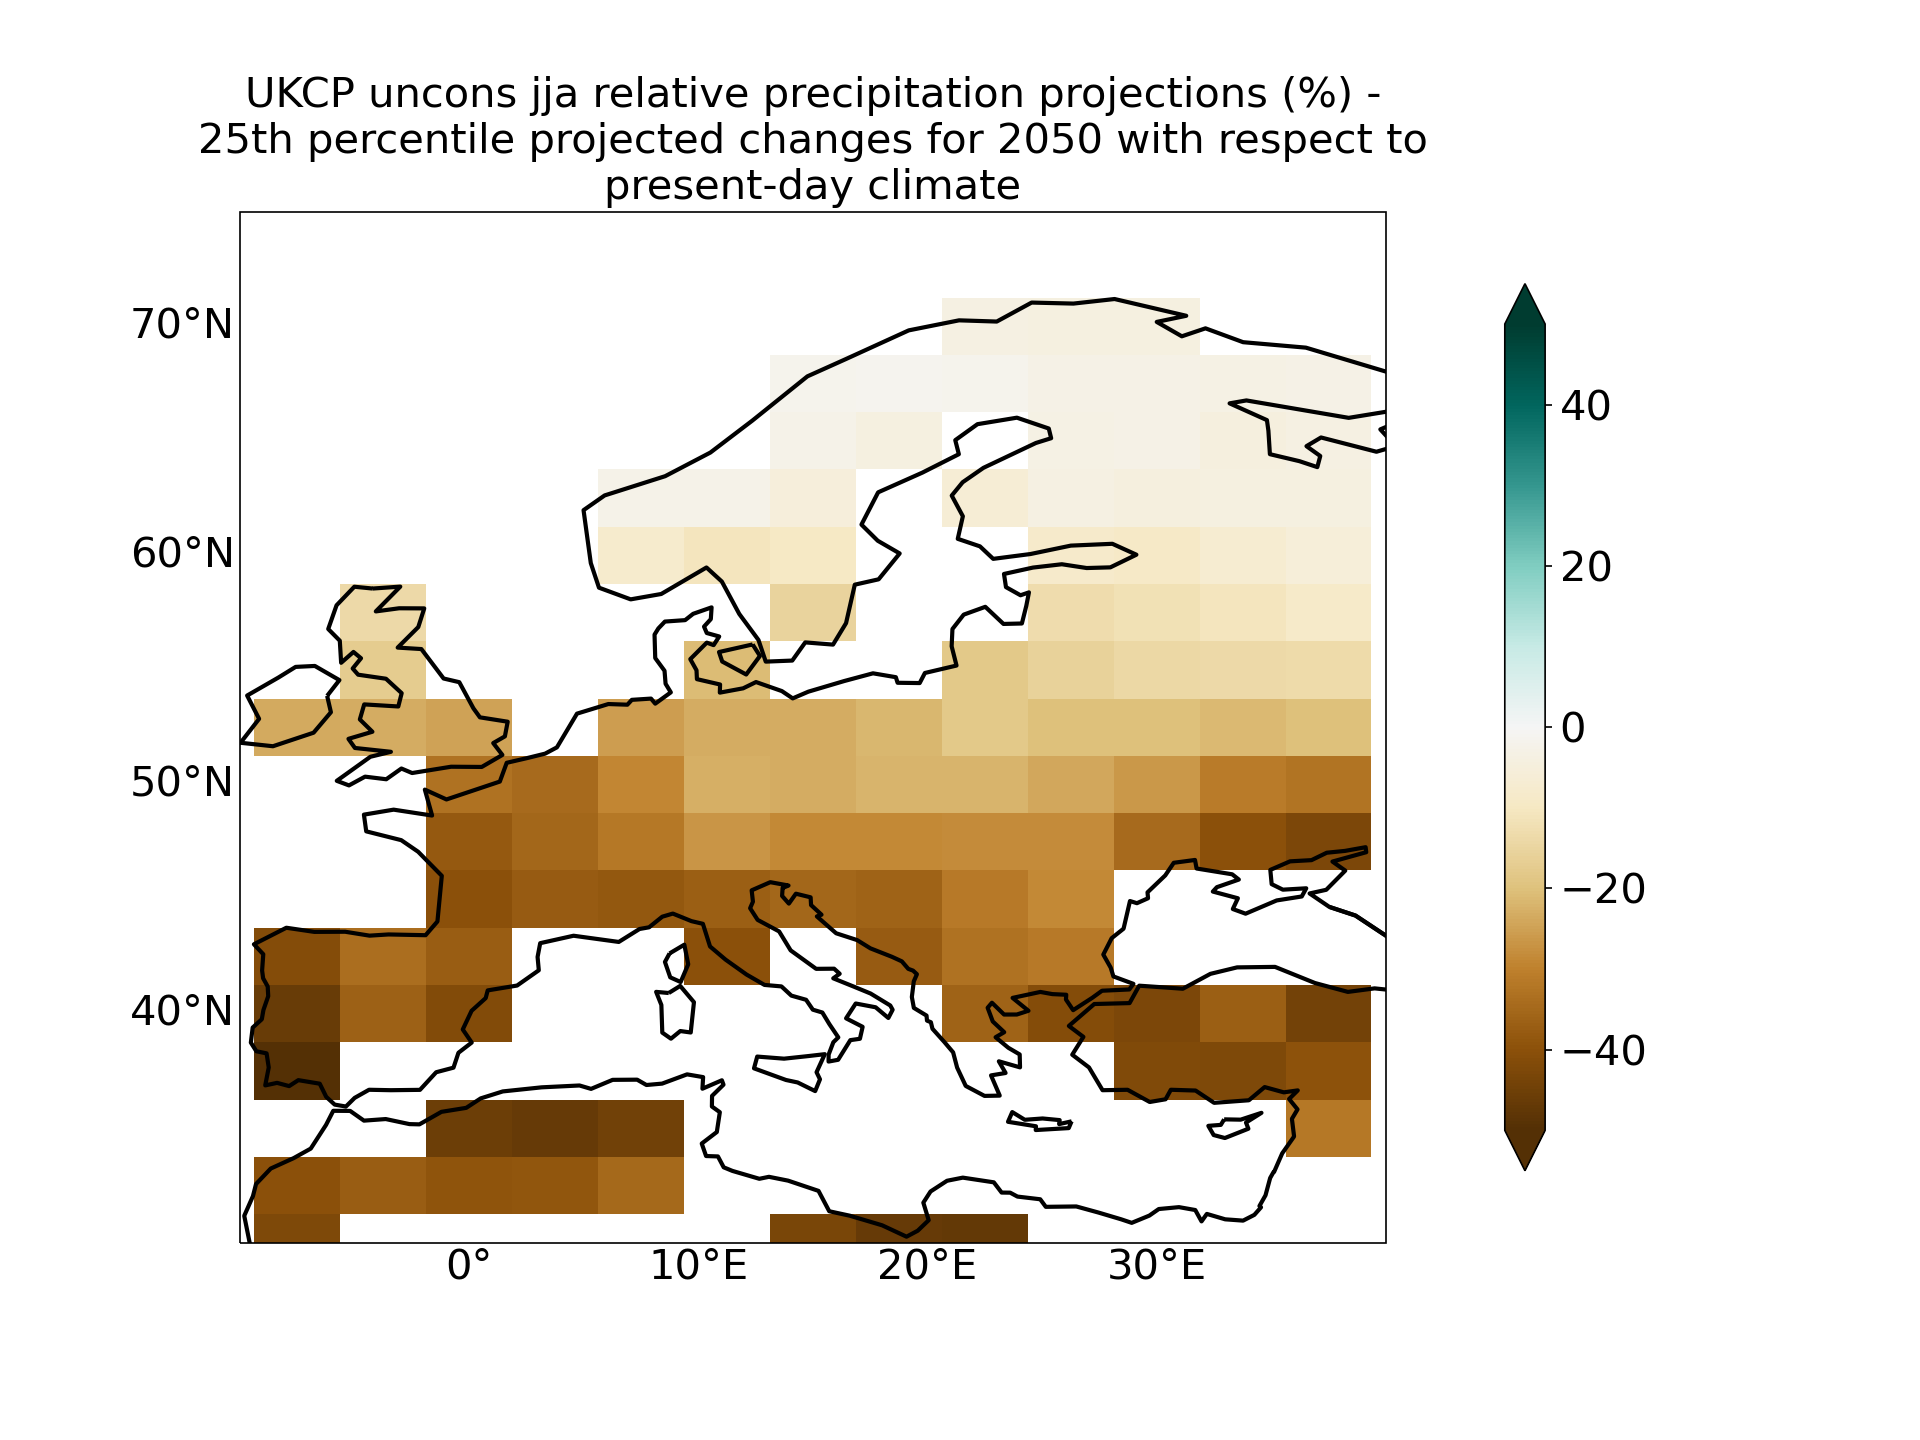 UKCP uncons jja relative precipitation projections (%) -
25th percentile projected changes for 2050 with respect to
present-day climate
70°N
60°N
50°N
40°N
0°
10°E
20°E
30°E
40
20
0
−20
−40